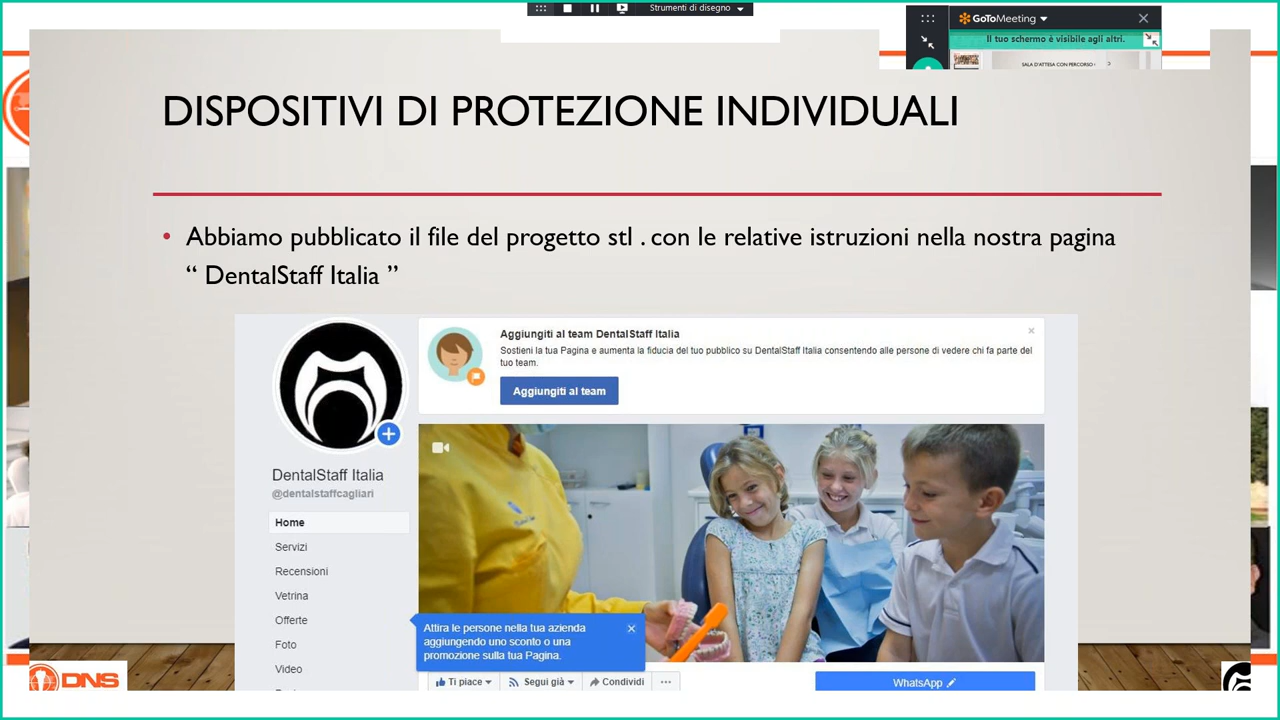 Strumenti di disegno
GoToMeeting
Il tuo schermo è visibile agli altri.
SALA D'ATTESA CON PERCORSO
DISPOSITIVI DI PROTEZIONE INDIVIDUALI
• Abbiamo pubblicato il file del progetto stl . con le relative istruzioni nella nostra pagina
“ DentalStaff Italia ”
Aggiungiti al team DentalStaff Italia
Sostieni la tua Pagina e aumenta la fiducia del tuo pubblico su DentalStaff Italia consentendo alle persone di vedere chi fa parte del
tuo team.
Aggiungiti al team
DentalStaff Italia
@dentalstaffcagliari
Home
Servizi
Recensioni
Vetrina
Offerte
Foto
Video
Attira le persone nella tua azienda
aggiungendo uno sconto o una
promozione sulla tua Pagina.
Ti piace
Segui già
Condividi
WhatsApp
DNS